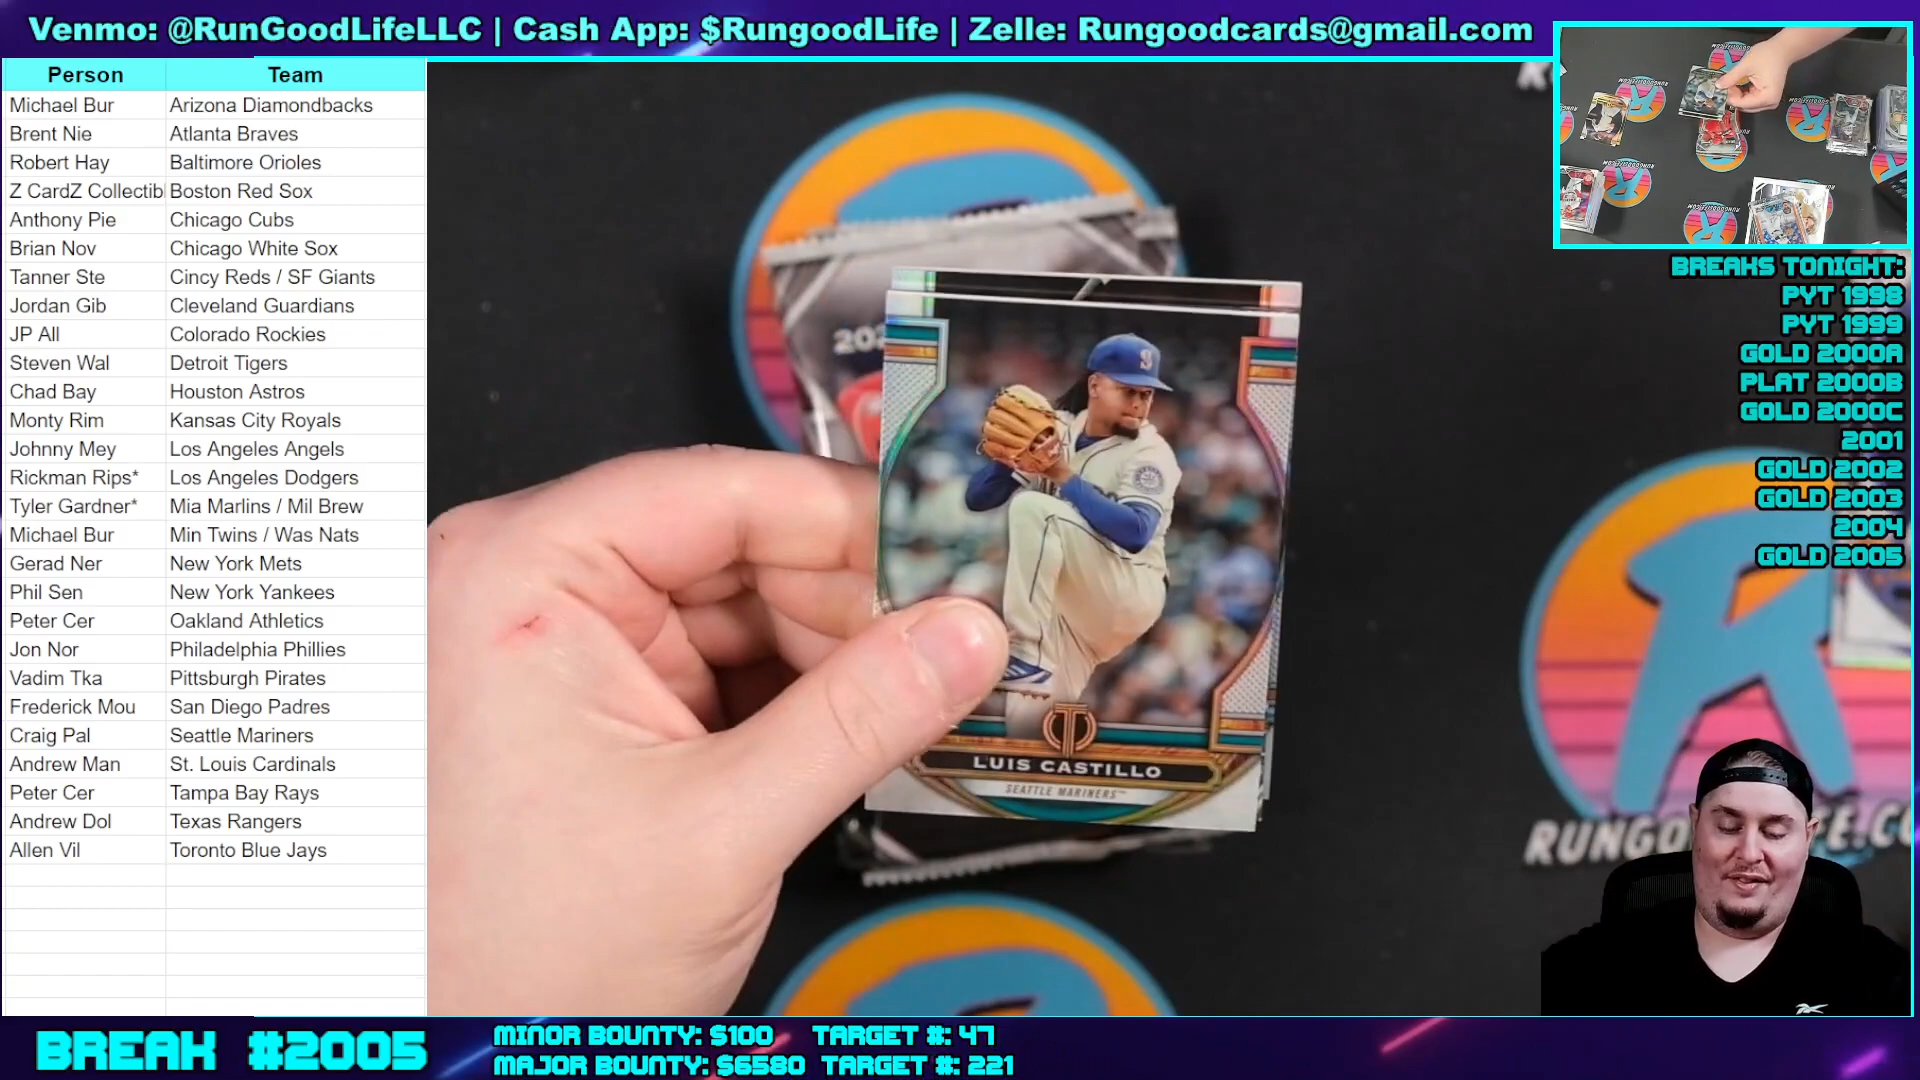 Venmo: @RunGoodLifeLLC | Cash App: $RungoodLife | Zelle: Rungoodcards@gmail.com
Person Team
Michael Bur Arizona Diamondbacks
Brent Nie Atlanta Braves
Robert Hay Baltimore Orioles
Z CardZ Collectibl Boston Red Sox
Anthony Pie Chicago Cubs
Brian Nov Chicago White Sox
Tanner Ste Cincy Reds / SF Giants
Jordan Gib Cleveland Guardians
JP All Colorado Rockies
Steven Wal Detroit Tigers
Chad Bay Houston Astros
Monty Rim Kansas City Royals
Johnny Mey Los Angeles Angels
Rickman Rips* Los Angeles Dodgers
Tyler Gardner* Mia Marlins / Mil Brew
Michael Bur Min Twins / Was Nats
Gerad Ner New York Mets
Phil Sen New York Yankees
Peter Cer Oakland Athletics
Jon Nor Philadelphia Phillies
Vadim Tka Pittsburgh Pirates
Frederick Mou San Diego Padres
Craig Pal Seattle Mariners
Andrew Man St. Louis Cardinals
Peter Cer Tampa Bay Rays
Andrew Dol Texas Rangers
Allen Vil Toronto Blue Jays
BREAKS TONIGHT:
PYT 1998
PYT 1999
GOLD 2000A
PLAT 2000B
GOLD 2000C
2001
GOLD 2002
GOLD 2003
2004
GOLD 2005
LUIS CASTILLO
SEATTLE MARINERS™
BREAK #2005
MINOR BOUNTY: $100 TARGET #: 47
MAJOR BOUNTY: $6580 TARGET #: 221